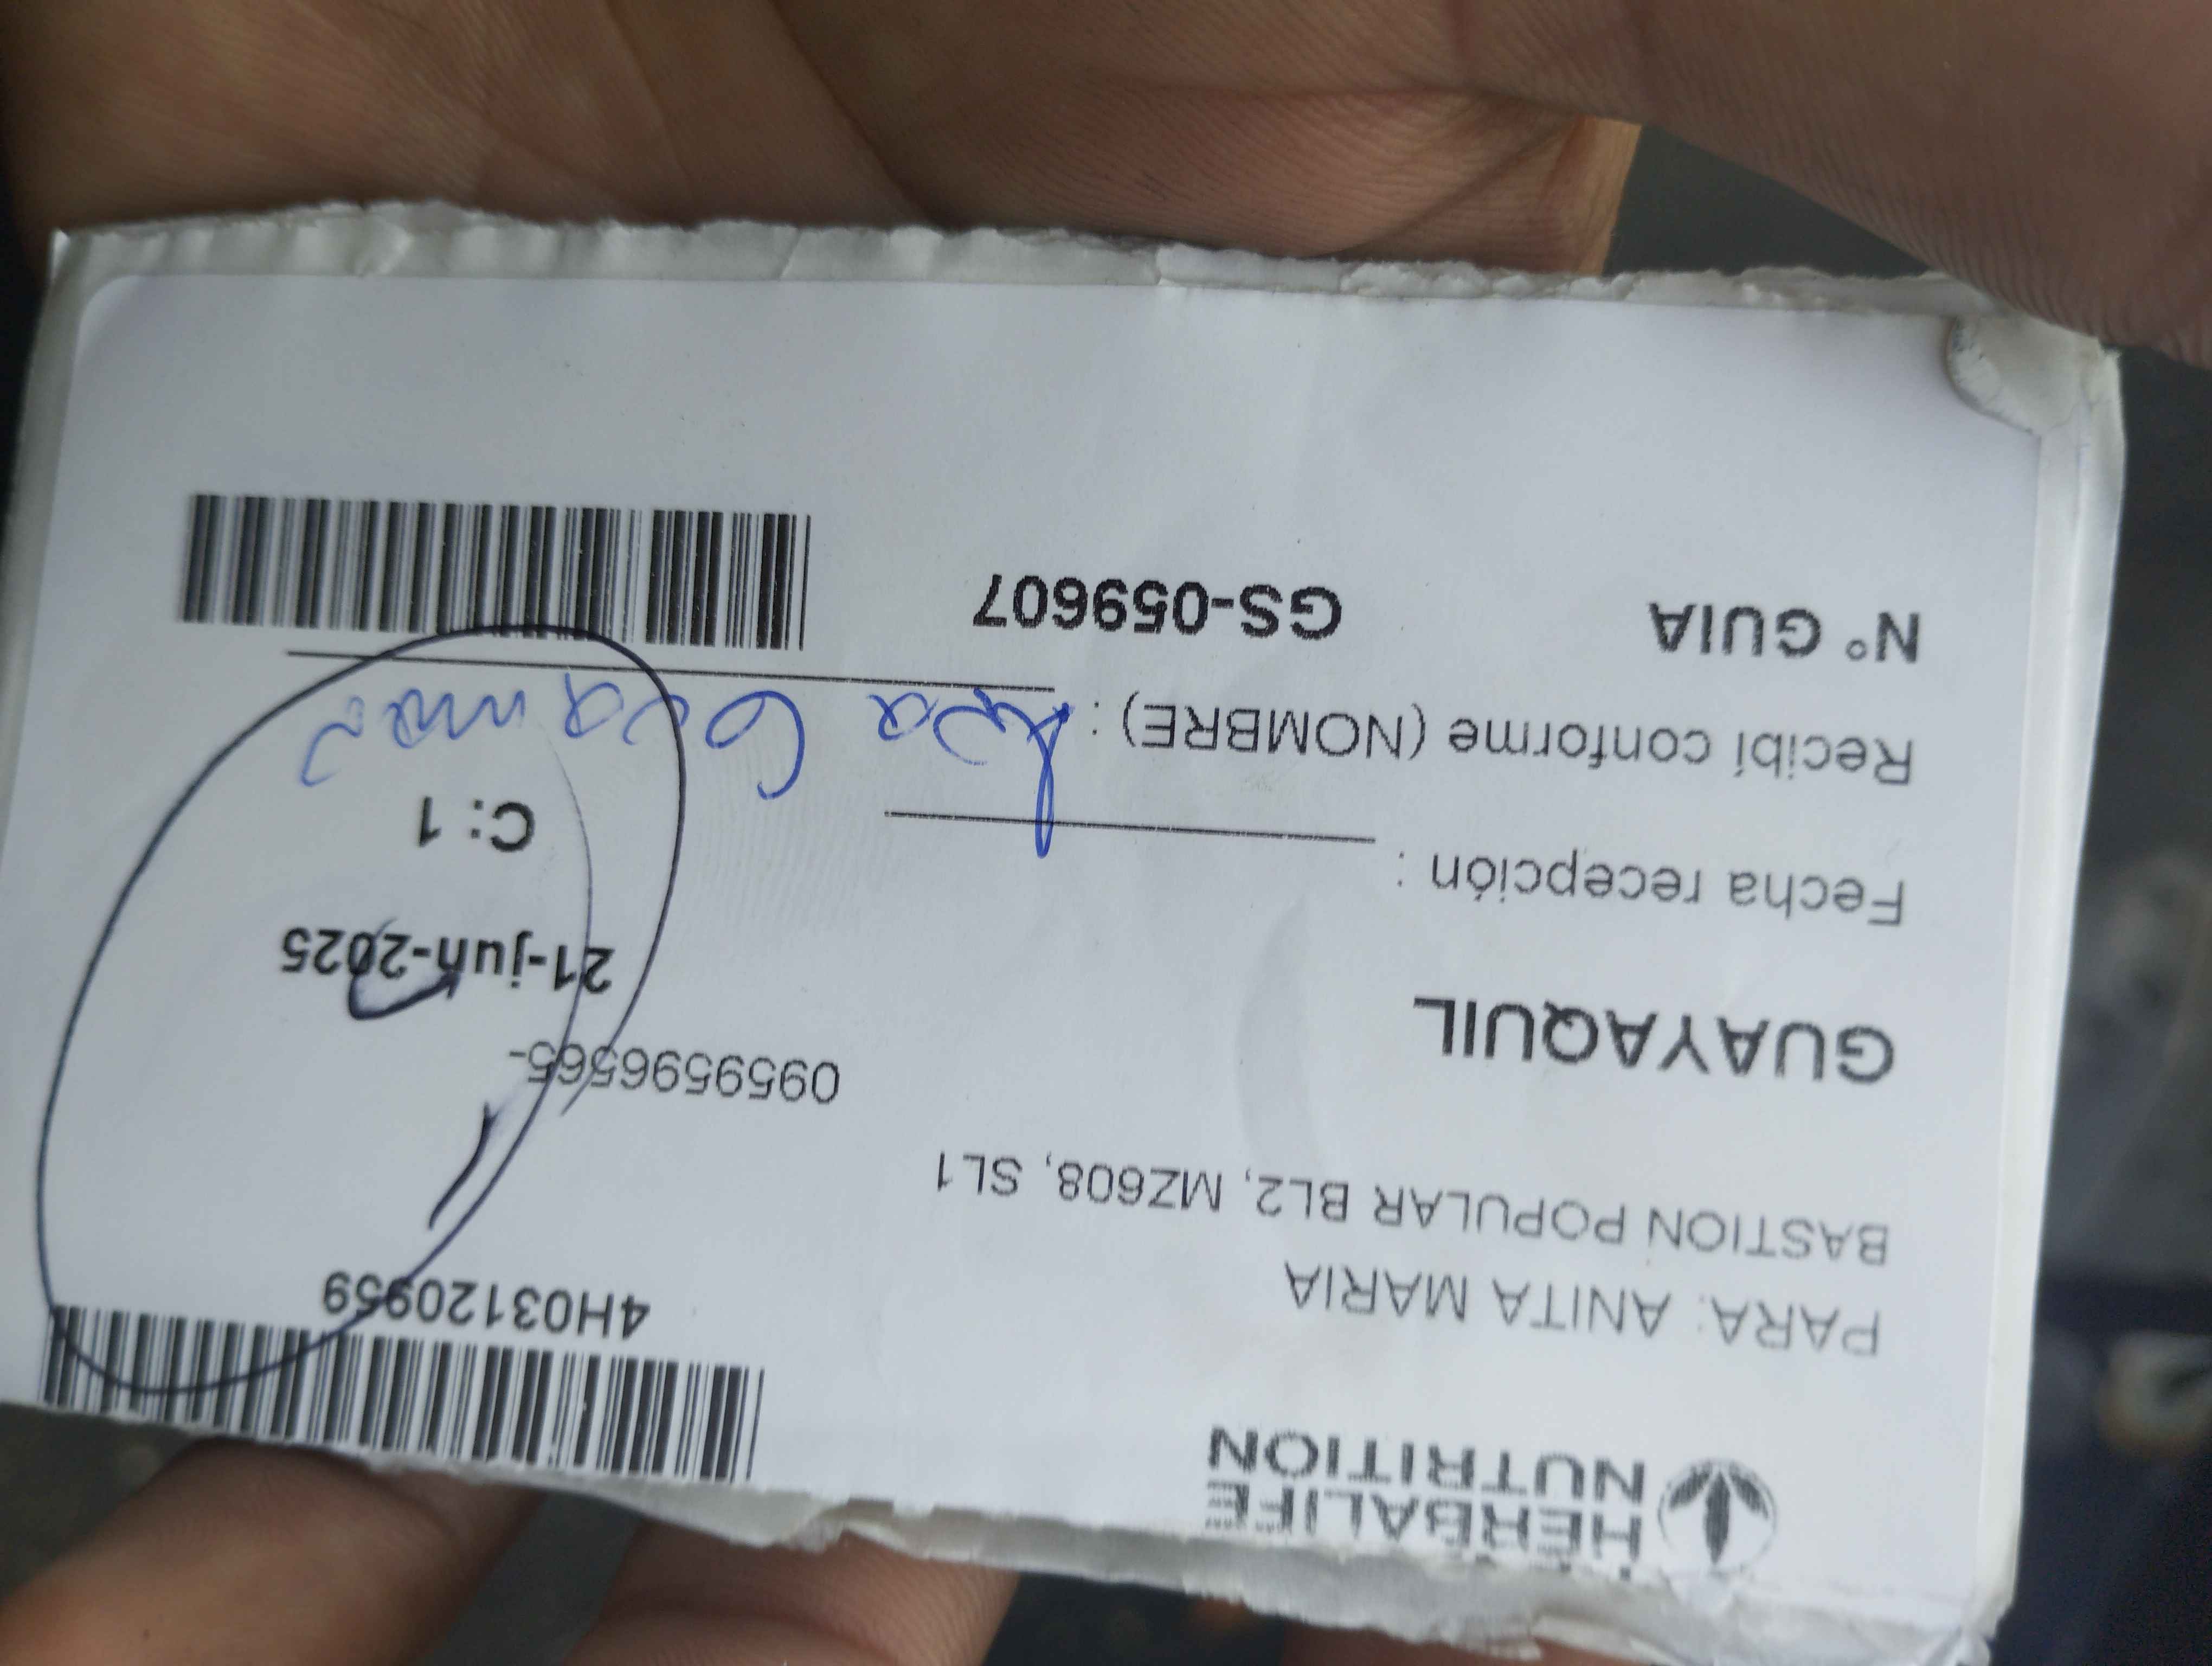 HERBALIFE
NUTRITION
4H03120959
PARA: ANITA MARIA
BASTION POPULAR BL2, MZ608, SL1
0959596565-
GUAYAQUIL
21-jun-2025
Fecha recepción :
C: 1
Recibí conforme (NOMBRE) :
N° GUIA GS-059607